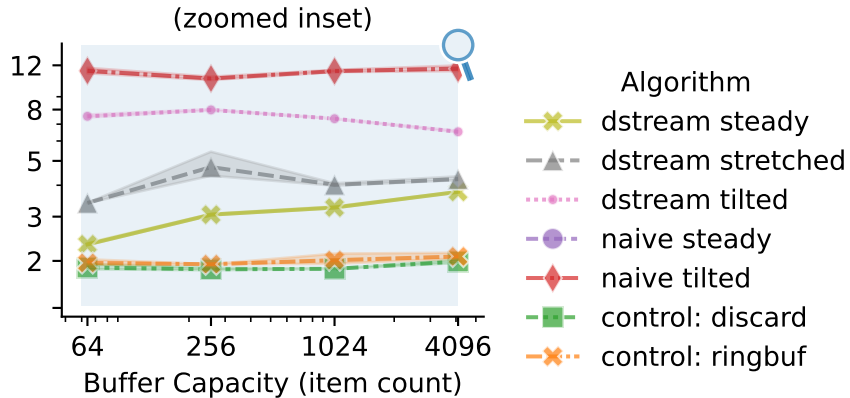 (zoomed inset)
12
8
5
3
2
64 256 1024 4096
Buffer Capacity (item count)
Algorithm
dstream steady
dstream stretched
dstream tilted
naive steady
naive tilted
control: discard
control: ringbuf